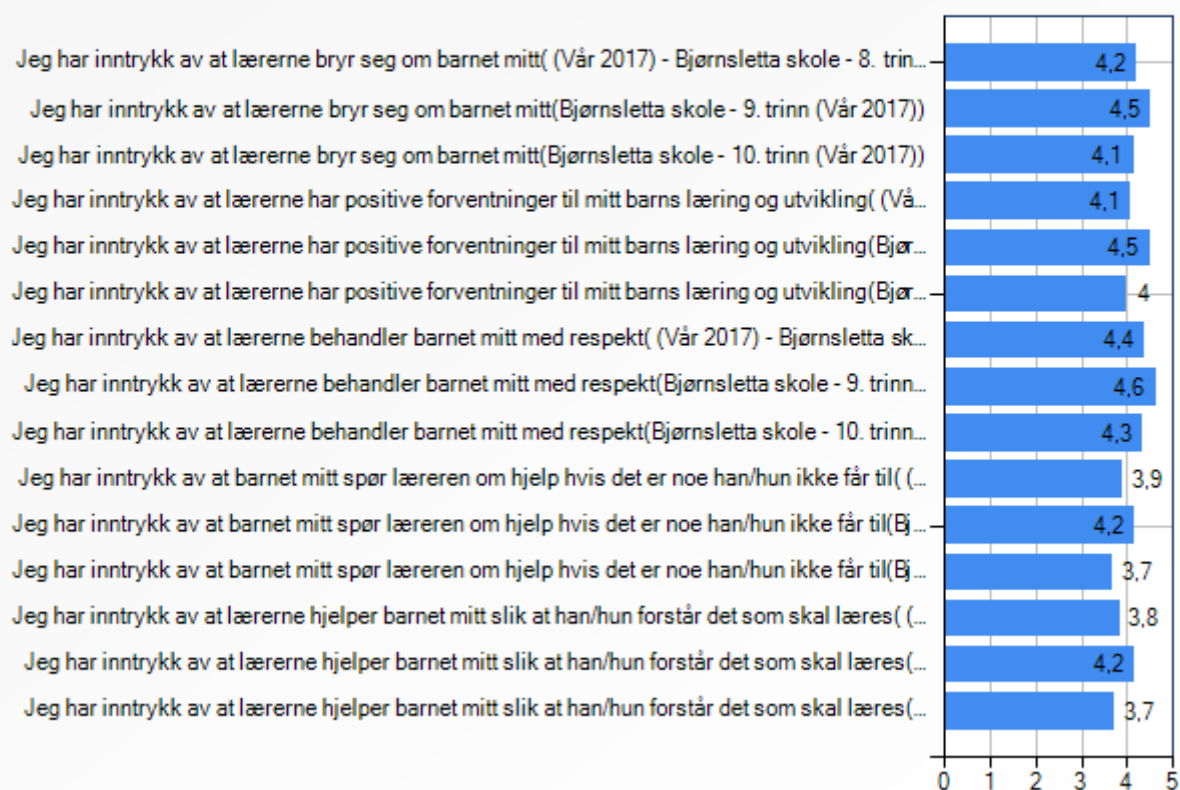 Jeg har inntrykk av at lærerne bryr seg om barnet mitt( (Vår 2017) - Bjørnsletta skole - 8. trin... 4,2
Jeg har inntrykk av at lærerne bryr seg om barnet mitt(Bjørnsletta skole - 9. trinn (Vår 2017)) 4,5
Jeg har inntrykk av at lærerne bryr seg om barnet mitt(Bjørnsletta skole - 10. trinn (Vår 2017)) 4,1
Jeg har inntrykk av at lærerne har positive forventninger til mitt barns læring og utvikling( (Vå... 4,1
Jeg har inntrykk av at lærerne har positive forventninger til mitt barns læring og utvikling(Bjør... 4,5
Jeg har inntrykk av at lærerne har positive forventninger til mitt barns læring og utvikling(Bjør... 4
Jeg har inntrykk av at lærerne behandler barnet mitt med respekt( (Vår 2017) - Bjørnsletta sk... 4,4
Jeg har inntrykk av at lærerne behandler barnet mitt med respekt(Bjørnsletta skole - 9. trinn... 4,6
Jeg har inntrykk av at lærerne behandler barnet mitt med respekt(Bjørnsletta skole - 10. trinn... 4,3
Jeg har inntrykk av at barnet mitt spør læreren om hjelp hvis det er noe han/hun ikke får til( (... 3,9
Jeg har inntrykk av at barnet mitt spør læreren om hjelp hvis det er noe han/hun ikke får til(Bj... 4,2
Jeg har inntrykk av at barnet mitt spør læreren om hjelp hvis det er noe han/hun ikke får til(Bj... 3,7
Jeg har inntrykk av at lærerne hjelper barnet mitt slik at han/hun forstår det som skal læres( (... 3,8
Jeg har inntrykk av at lærerne hjelper barnet mitt slik at han/hun forstår det som skal læres(... 4,2
Jeg har inntrykk av at lærerne hjelper barnet mitt slik at han/hun forstår det som skal læres(... 3,7
0 1 2 3 4 5